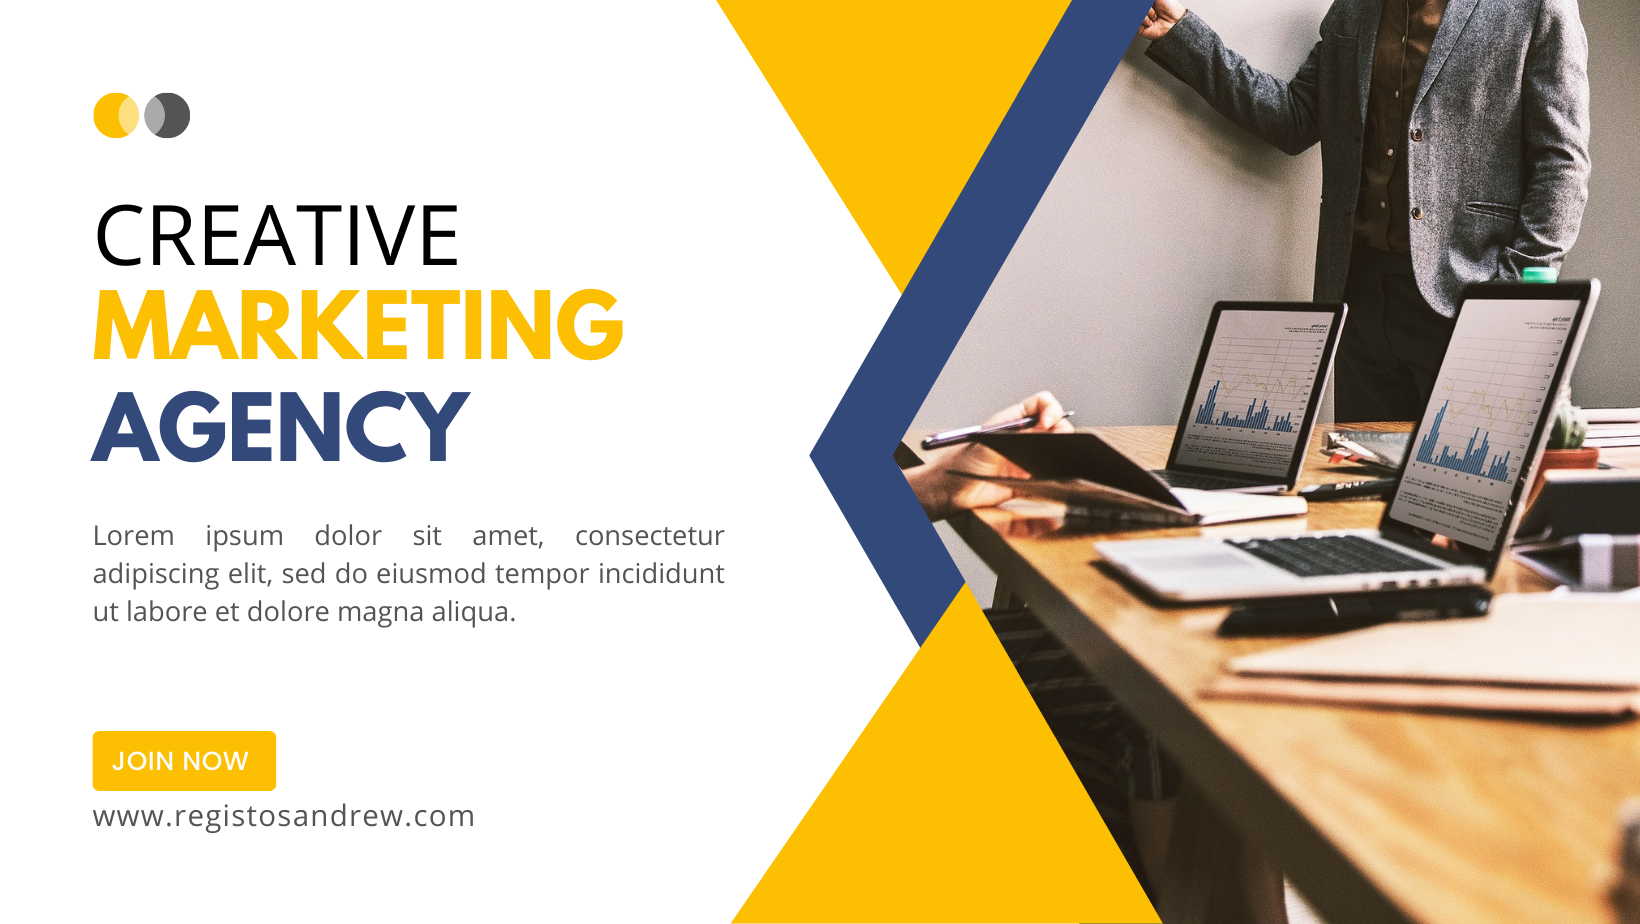 CREATIVE
MARKETING
AGENCY
Lorem ipsum dolor sit amet, consectetur
adipiscing elit, sed do eiusmod tempor incididunt
ut labore et dolore magna aliqua.
JOIN NOW
www.registosandrew.com